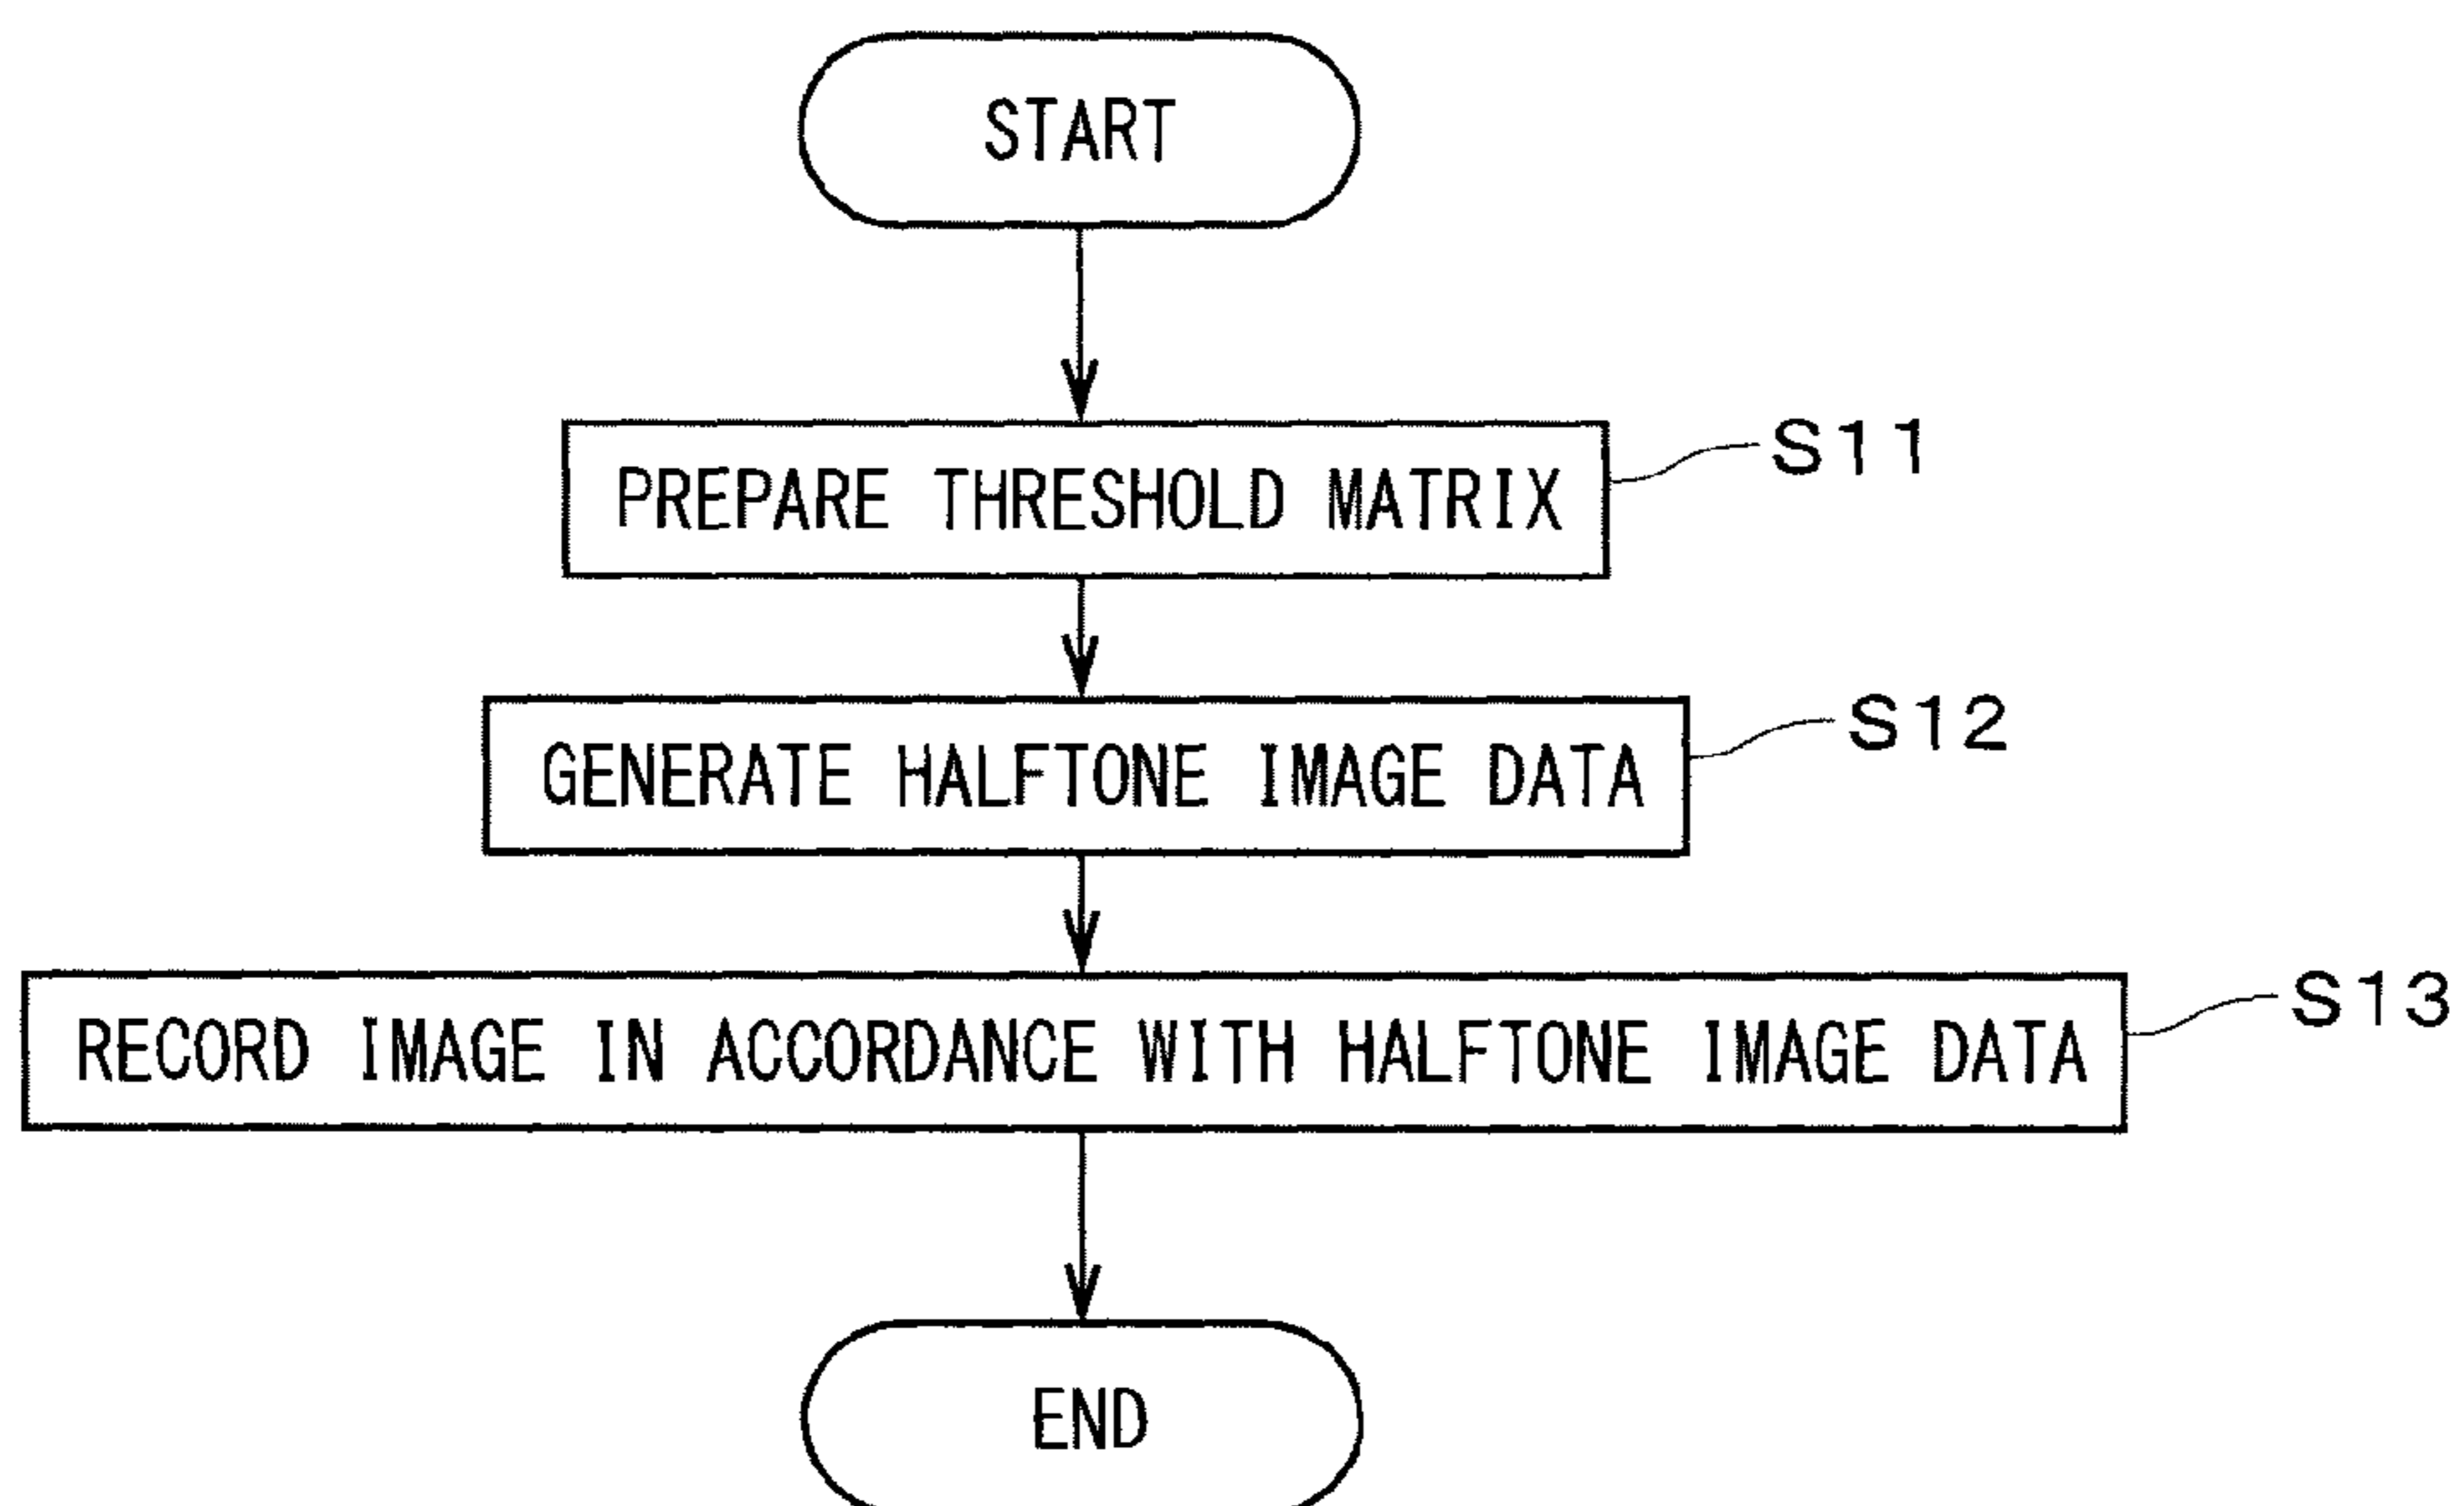 START
PREPARE THRESHOLD MATRIX
S11
GENERATE HALFTONE IMAGE DATA
S12
RECORD IMAGE IN ACCORDANCE WITH HALFTONE IMAGE DATA
S13
END